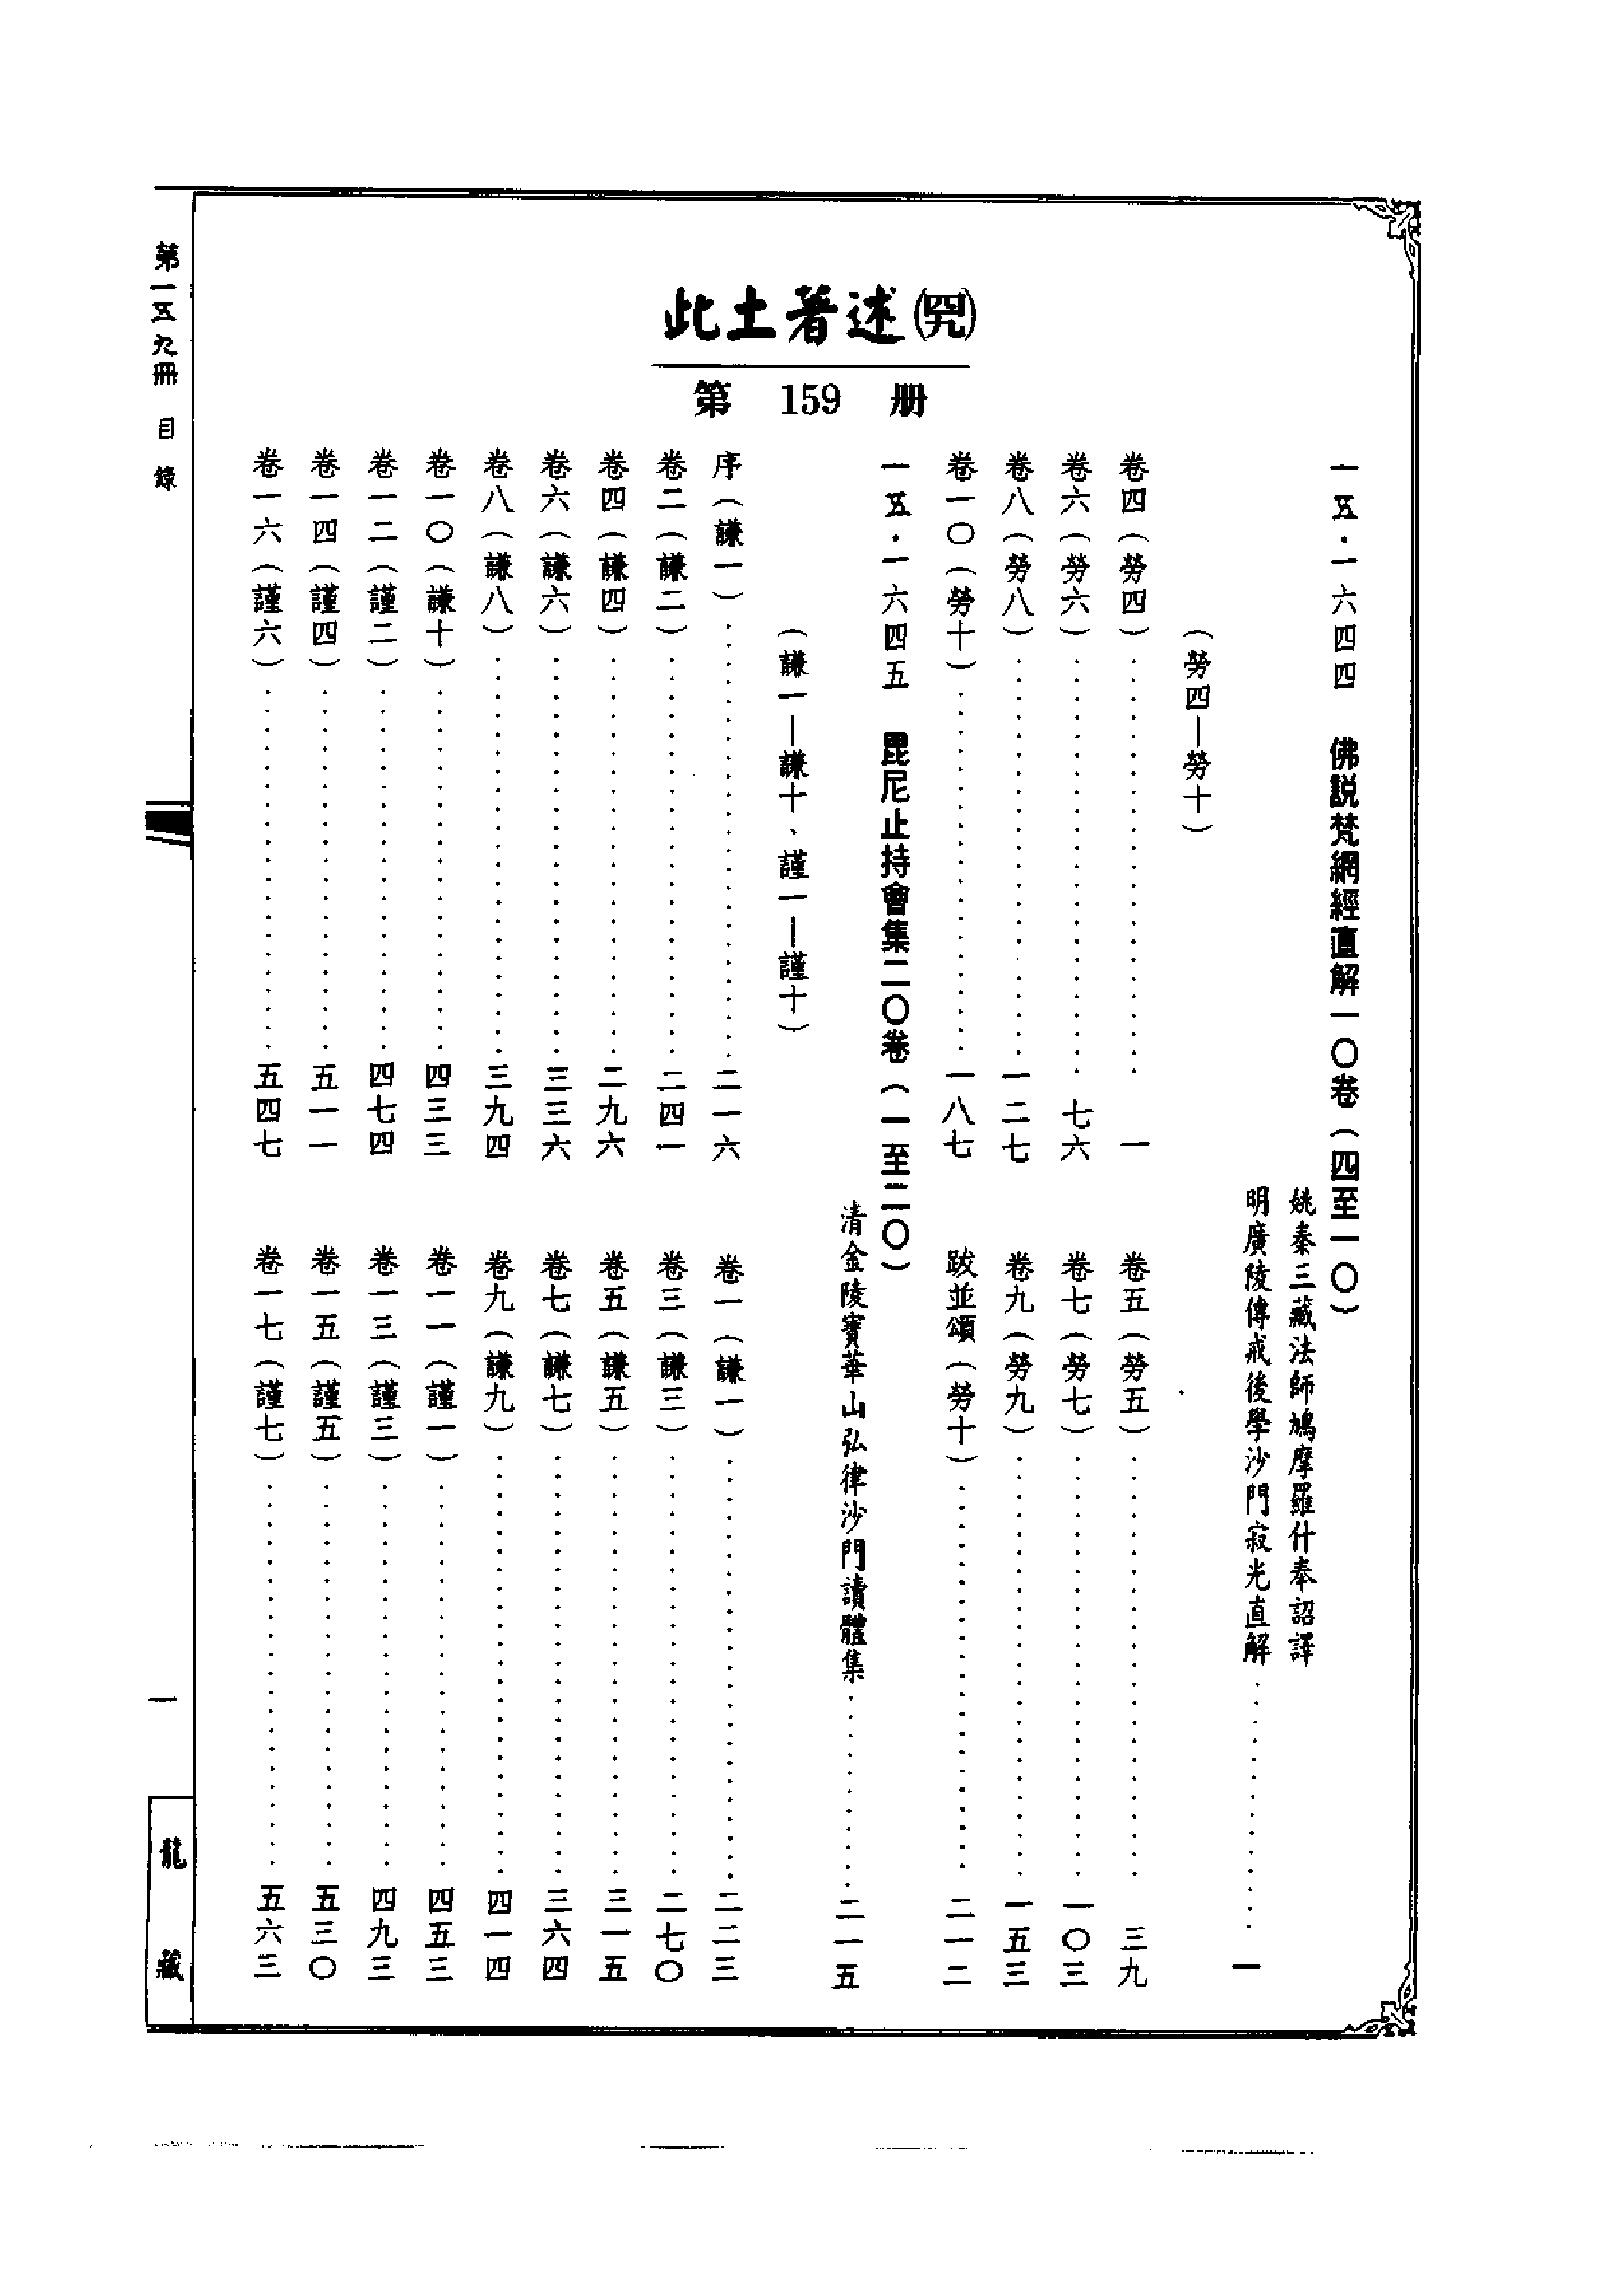 此土著述(四九)
第 159 册
一五·一六四四 佛説梵網經直解一〇卷(四至一〇)
姚秦三藏法師鳩摩羅什奉詔譯
明廣陵傳戒後學沙門寂光直解…………一
(勞四—勞十)
卷四(勞四)…………一 卷五(勞五)…………三九
卷六(勞六)…………七六 卷七(勞七)…………一〇三
卷八(勞八)…………一二七 卷九(勞九)…………一五三
卷一〇(勞十)…………一八七 跋並頌(勞十)…………二一二
一五·一六四五 毘尼止持會集二〇卷(一至二〇)
清金陵寶華山弘律沙門讀體集…………二一五
(謙一—謙十、謹一—謹十)
序(謙一)…………二一六 卷一(謙一)…………二二三
卷二(謙二)…………二四一 卷三(謙三)…………二七〇
卷四(謙四)…………二九六 卷五(謙五)…………三一五
卷六(謙六)…………三三六 卷七(謙七)…………三六四
卷八(謙八)…………三九四 卷九(謙九)…………四一四
卷一〇(謙十)…………四三三 卷一一(謹一)…………四五三
卷一二(謹二)…………四七四 卷一三(謹三)…………四九三
卷一四(謹四)…………五一一 卷一五(謹五)…………五三〇
卷一六(謹六)…………五四七 卷一七(謹七)…………五六三
第一五九冊 目錄
一
龍藏